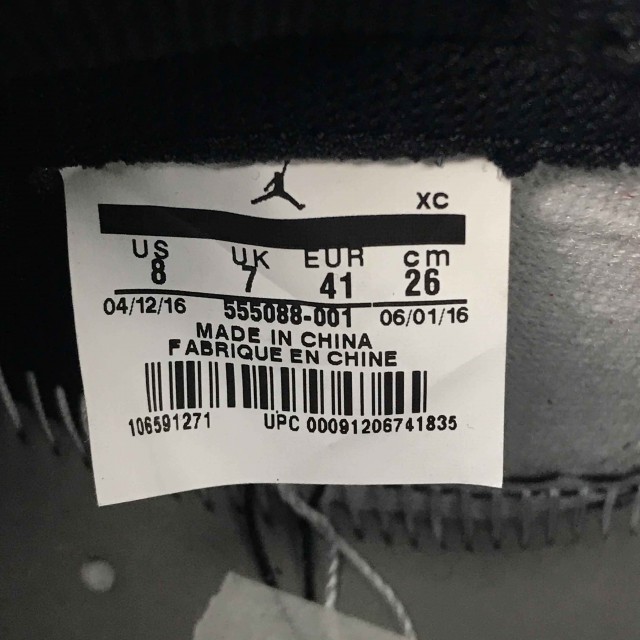 XC
US UK EUR cm
8 7 41 26
04/12/16 555088-001 06/01/16
MADE IN CHINA
FABRIQUE EN CHINE
106591271 UPC 00091206741835